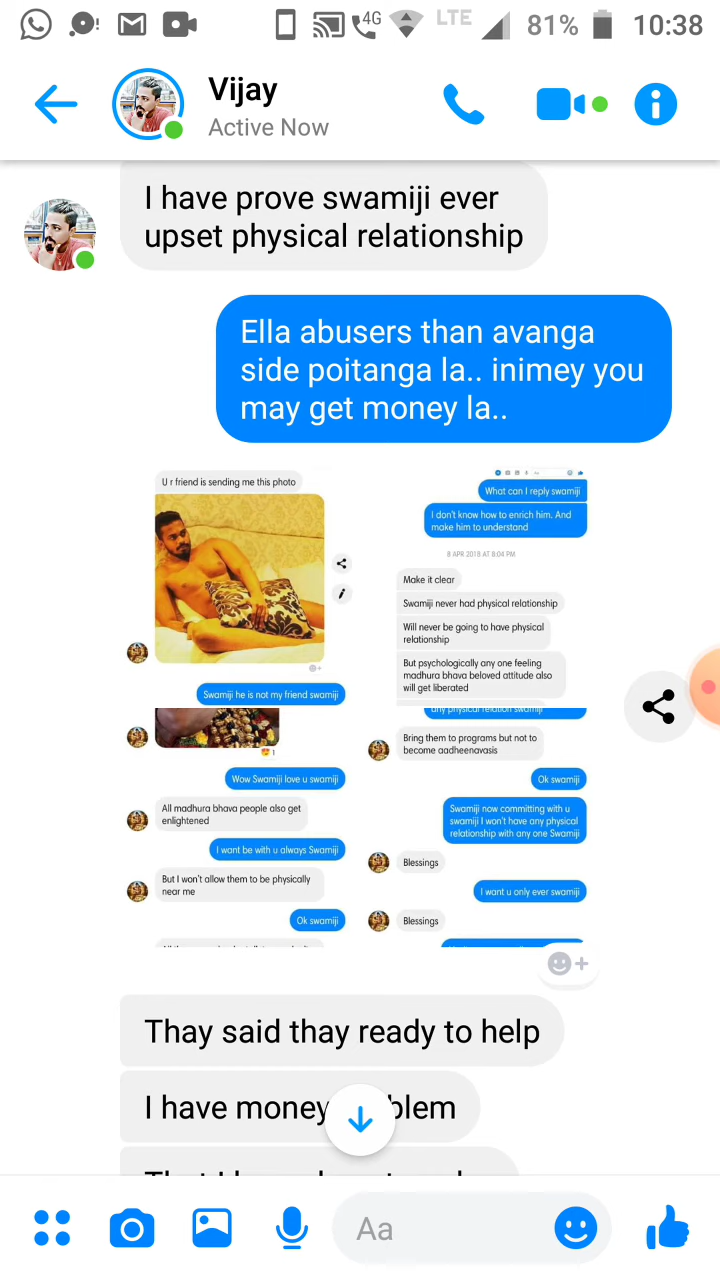 4G
LTE
81%
10:38
Vijay
Active Now
I have prove swamiji ever
upset physical relationship
Ella abusers than avanga
side poitanga la.. inimey you
may get money la..
U r friend is sending me this photo
Swamiji he is not my friend swamiji
1
Wow Swamiji love u swamiji
All madhura bhava people also get
enlightened
I want be with u always Swamiji
But I won't allow them to be physically
near me
Ok swamiji
Aa
What can I reply swamiji
I don't know how to enrich him. And
make him to understand
8 APR 2018 AT 8:04 PM
Make it clear
Swamiji never had physical relationship
Will never be going to have physical
relationship
But psychologically any one feeling
madhura bhava beloved attitude also
will get liberated
any physical relation swamiji
Bring them to programs but not to
become aadheenavasis
Ok swamiji
Swamiji now committing with u
swamiji I won't have any physical
relationship with any one Swamiji
Blessings
I want u only ever swamiji
Blessings
Thay said thay ready to help
I have money
Aa